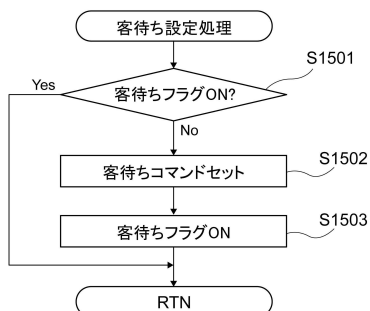 客待ち設定処理
S1501
Yes
客待ちフラグON?
No
S1502
客待ちコマンドセット
S1503
客待ちフラグON
RTN